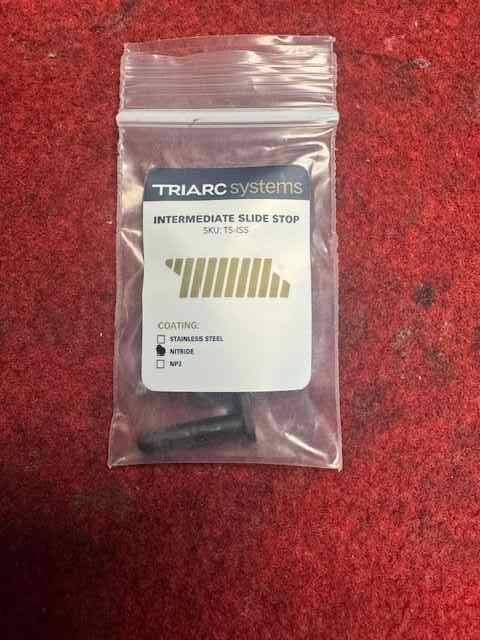 TRIARC systems
INTERMEDIATE SLIDE STOP
SKU: TS-ISS
COATING:
STAINLESS STEEL
NITRIDE
NP3